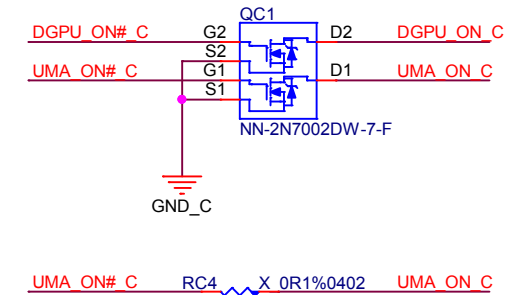 QC1
DGPU_ON#_C G2 D2 DGPU_ON_C
S2
UMA_ON#_C G1 D1 UMA_ON_C
S1
NN-2N7002DW-7-F
GND_C
UMA_ON#_C RC4 X_0R1%0402 UMA_ON_C